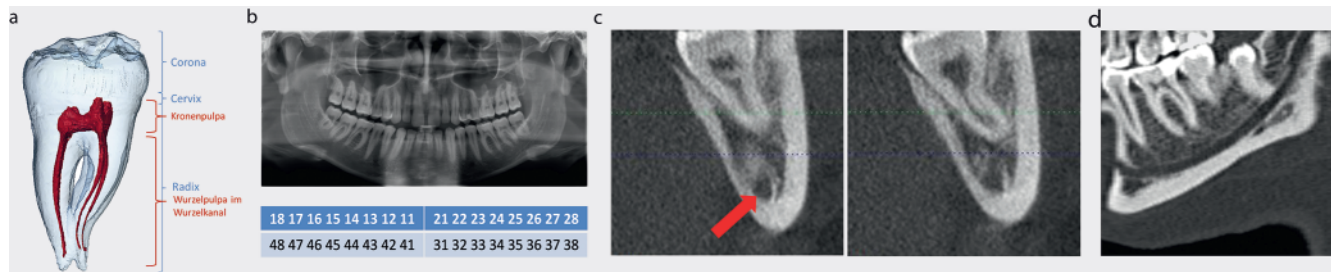 a
Corona
Cervix
Kronenpulpa
Radix
Wurzelpulpa im
Wurzelkanal
b
18 17 16 15 14 13 12 11 21 22 23 24 25 26 27 28
48 47 46 45 44 43 42 41 31 32 33 34 35 36 37 38
c
d